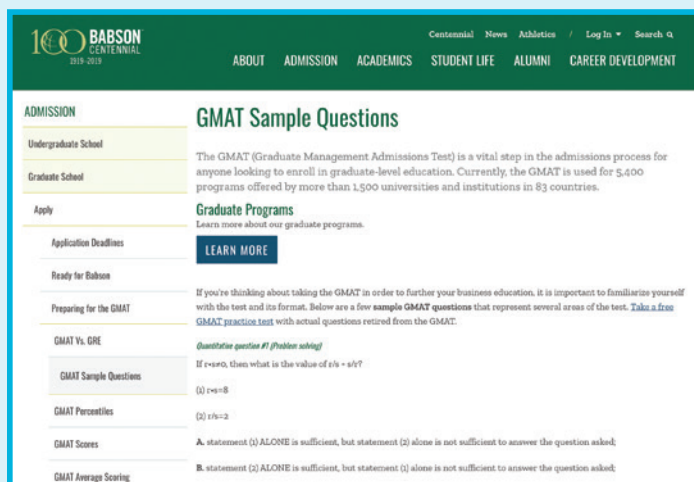 100 BABSON
CENTENNIAL
1919-2019
Centennial News Athletics / Log In Search
ABOUT ADMISSION ACADEMICS STUDENT LIFE ALUMNI CAREER DEVELOPMENT
ADMISSION
Undergraduate School
Graduate School
Apply
Application Deadlines
Ready for Babson
Preparing for the GMAT
GMAT Vs. GRE
GMAT Sample Questions
GMAT Percentiles
GMAT Scores
GMAT Average Scoring
GMAT Sample Questions
The GMAT (Graduate Management Admissions Test) is a vital step in the admissions process for
anyone looking to enroll in graduate-level education. Currently, the GMAT is used for 5,400
programs offered by more than 1,500 universities and institutions in 83 countries.
Graduate Programs
Learn more about our graduate programs.
LEARN MORE
If you're thinking about taking the GMAT in order to further your business education, it is important to familiarize yourself
with the test and its format. Below are a few sample GMAT questions that represent several areas of the test. Take a free
GMAT practice test with actual questions retired from the GMAT.
Quantitative question #1 (Problem solving)
If r*s≠0, then what is the value of r/s + s/r?
(1) r*s=8
(2) r/s=2
A. statement (1) ALONE is sufficient, but statement (2) alone is not sufficient to answer the question asked;
B. statement (2) ALONE is sufficient, but statement (1) alone is not sufficient to answer the question asked;